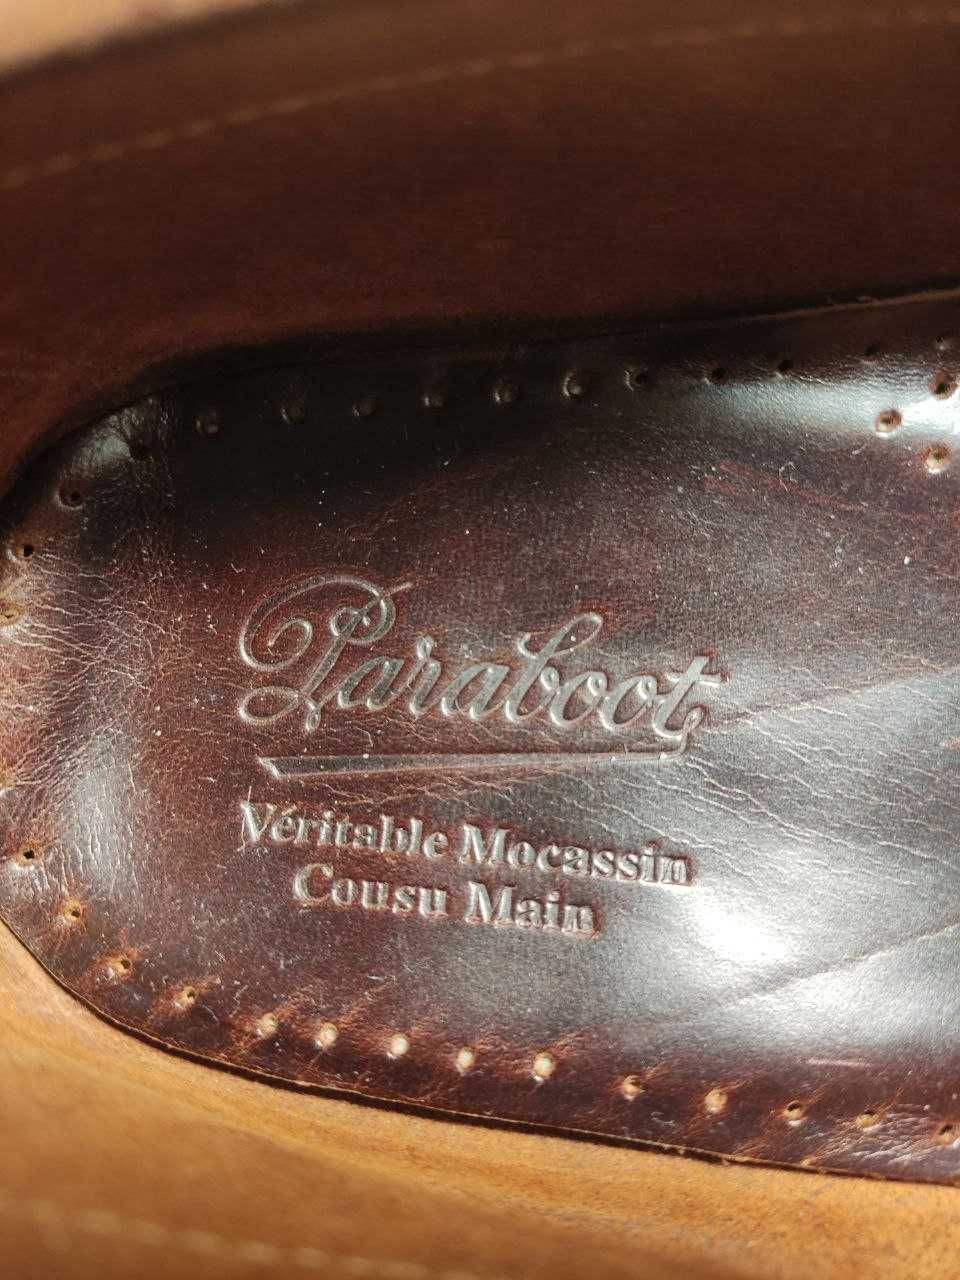 Paraboot
Véritable Mocassin
Cousu Main